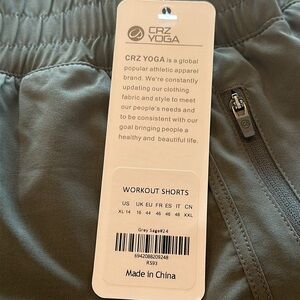 CRZ
YOGA
CRZ YOGA is a global
popular athletic apparel
brand. We're constantly
updating our clothing
fabric and style to meet
our people's needs and
to be consistent with our
goal bringing people a
healthy and beautiful life.
WORKOUT SHORTS
US UK EU FR ES IT CN
XL 14 16 44 46 46 48 XXL
Grey Sage#24
6942088209248
R593
Made in China